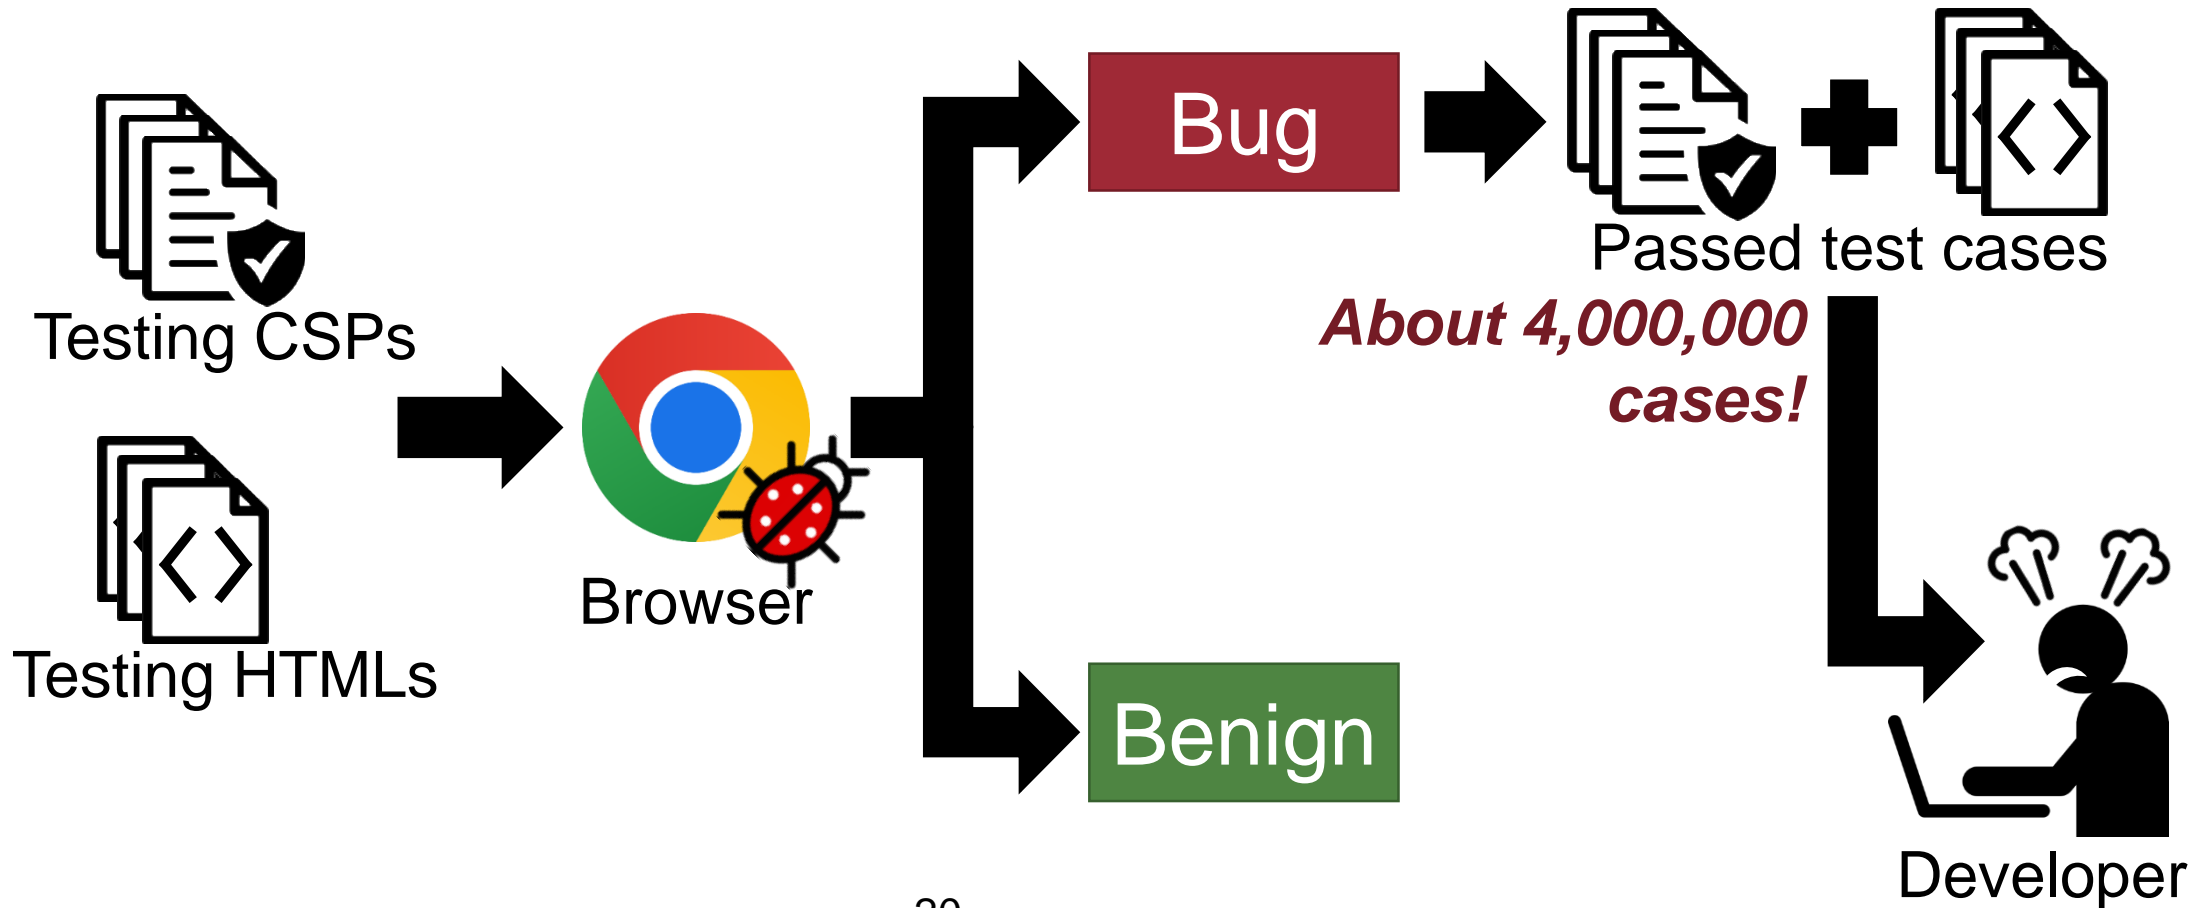 Testing CSPs
Testing HTMLs
Browser
Bug
Benign
Passed test cases
About 4,000,000
cases!
Developer